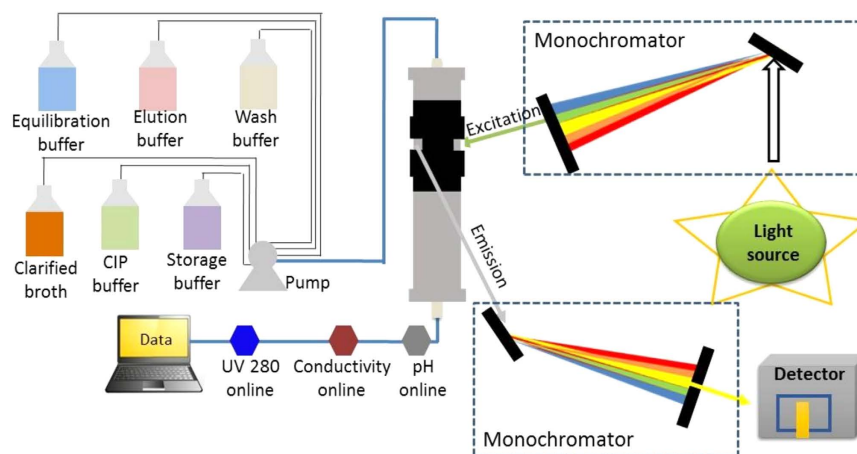 Equilibration
buffer
Elution
buffer
Wash
buffer
Clarified
broth
CIP
buffer
Storage
buffer
Pump
Data
UV 280
online
Conductivity
online
pH
online
Monochromator
Excitation
Emission
Light
source
Monochromator
Detector